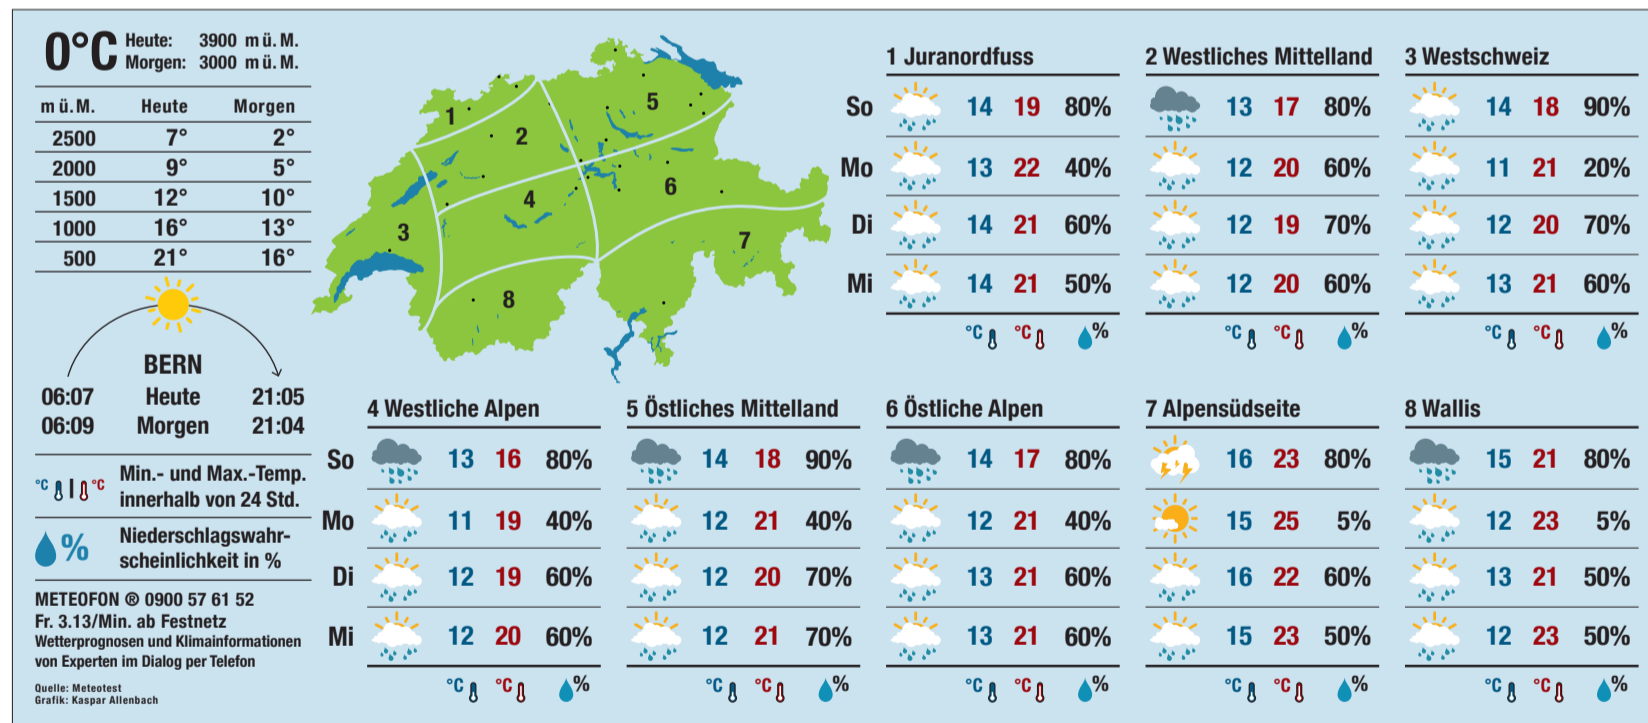 0°C
Heute: 3900 m ü. M.
Morgen: 3000 m ü. M.
m ü. M. Heute Morgen
2500 7° 2°
2000 9° 5°
1500 12° 10°
1000 16° 13°
500 21° 16°
BERN
06:07 Heute 21:05
06:09 Morgen 21:04
°C | °C Min.- und Max.-Temp.
innerhalb von 24 Std.
% Niederschlagswahr-
scheinlichkeit in %
METEOFON ® 0900 57 61 52
Fr. 3.13/Min. ab Festnetz
Wetterprognosen und Klimainformationen
von Experten im Dialog per Telefon
Quelle: Meteotest
Grafik: Kaspar Allenbach
1
2
3
4
5
6
7
8
1 Juranordfuss 2 Westliches Mittelland 3 Westschweiz
So 14 19 80% 13 17 80% 14 18 90%
Mo 13 22 40% 12 20 60% 11 21 20%
Di 14 21 60% 12 19 70% 12 20 70%
Mi 14 21 50% 12 20 60% 13 21 60%
°C °C % °C °C % °C °C %
4 Westliche Alpen 5 Östliches Mittelland 6 Östliche Alpen 7 Alpensüdseite 8 Wallis
So 13 16 80% 14 18 90% 14 17 80% 16 23 80% 15 21 80%
Mo 11 19 40% 12 21 40% 12 21 40% 15 25 5% 12 23 5%
Di 12 19 60% 12 20 70% 13 21 60% 16 22 60% 13 21 50%
Mi 12 20 60% 12 21 70% 13 21 60% 15 23 50% 12 23 50%
°C °C % °C °C % °C °C % °C °C % °C °C %